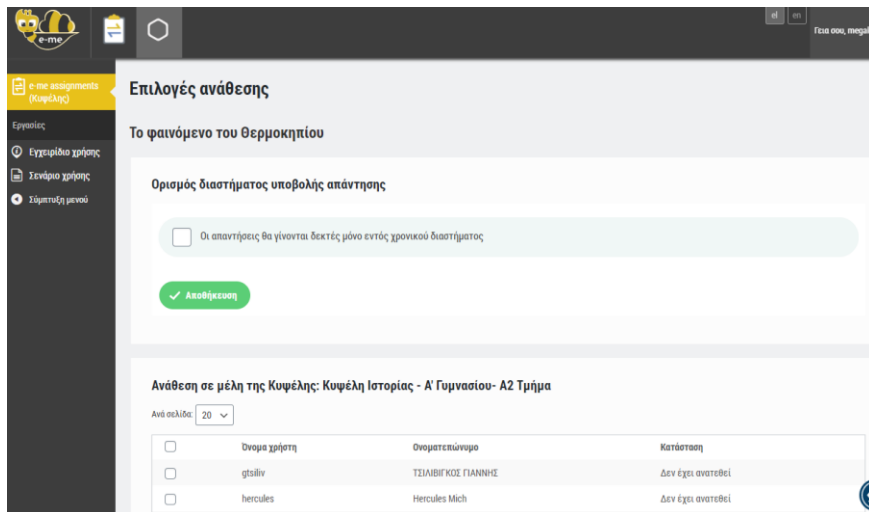 e-me
el en
Γεια σου, megal
e-me assignments
(Κυψέλης)
Εργασίες
Εγχειρίδιο χρήσης
Σενάριο χρήσης
Σύμπτυξη μενού
Επιλογές ανάθεσης
Το φαινόμενο του Θερμοκηπίου
Ορισμός διαστήματος υποβολής απάντησης
Οι απαντήσεις θα γίνονται δεκτές μόνο εντός χρονικού διαστήματος
Αποθήκευση
Ανάθεση σε μέλη της Κυψέλης: Κυψέλη Ιστορίας - Α' Γυμνασίου- Α2 Τμήμα
Ανά σελίδα: 20
Όνομα χρήστη Ονοματεπώνυμο Κατάσταση
gtsiliv ΤΣΙΛΙΒΙΓΚΟΣ ΓΙΑΝΝΗΣ Δεν έχει ανατεθεί
hercules Hercules Mich Δεν έχει ανατεθεί